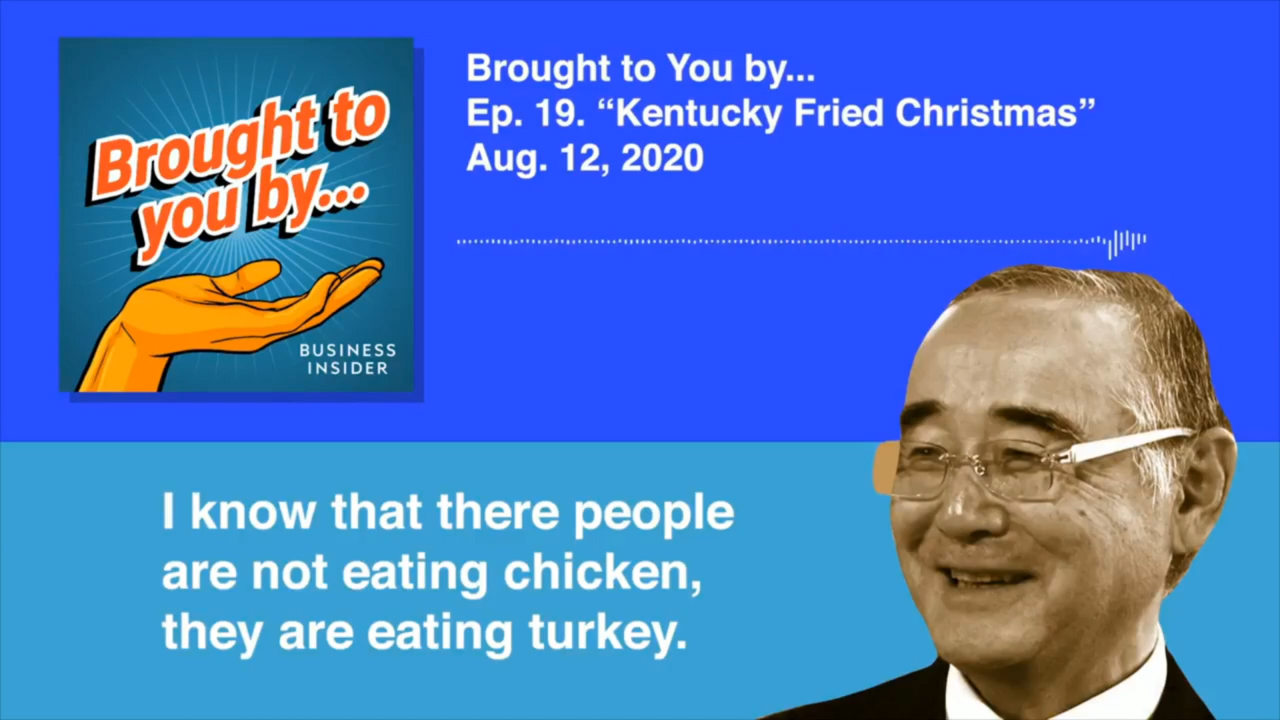 Brought to
you by...
BUSINESS
INSIDER
Brought to You by...
Ep. 19. “Kentucky Fried Christmas”
Aug. 12, 2020
I know that there people
are not eating chicken,
they are eating turkey.